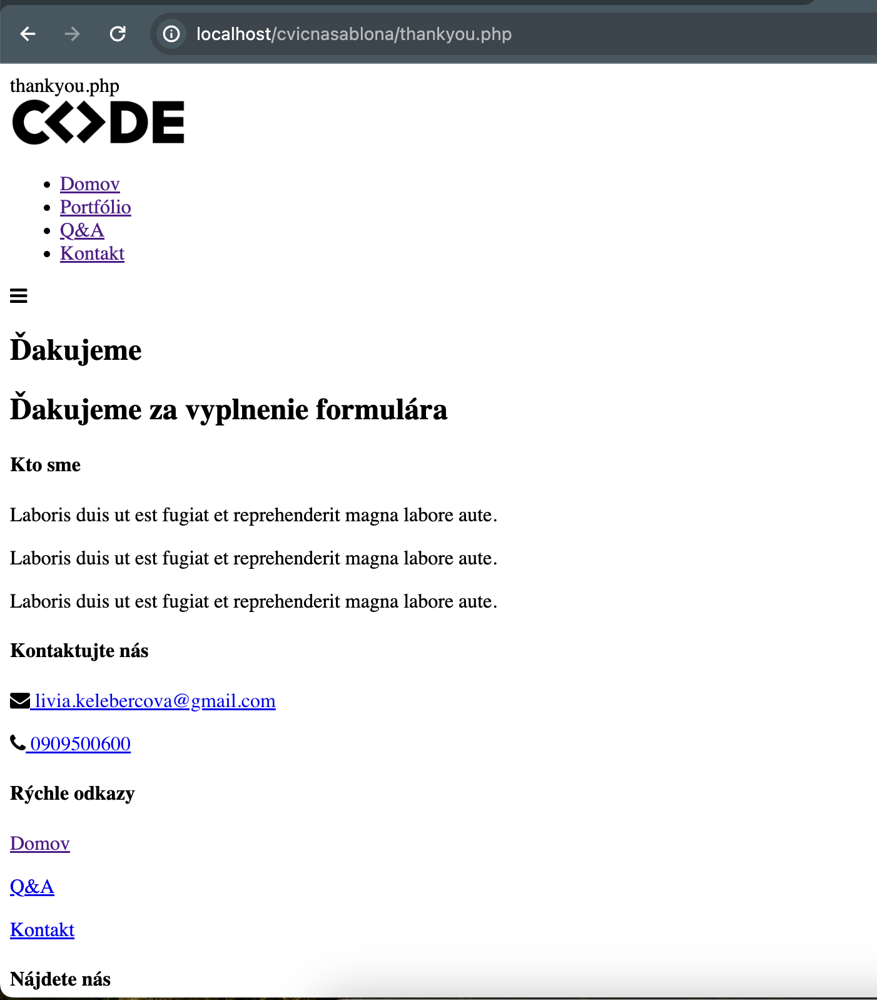 localhost/cvicnasablona/thankyou.php
thankyou.php
C<>DE
Domov
Portfólio
Q&A
Kontakt
Ďakujeme
Ďakujeme za vyplnenie formulára
Kto sme
Laboris duis ut est fugiat et reprehenderit magna labore aute.
Laboris duis ut est fugiat et reprehenderit magna labore aute.
Laboris duis ut est fugiat et reprehenderit magna labore aute.
Kontaktujte nás
livia.kelebercova@gmail.com
0909500600
Rýchle odkazy
Domov
Q&A
Kontakt
Nájdete nás